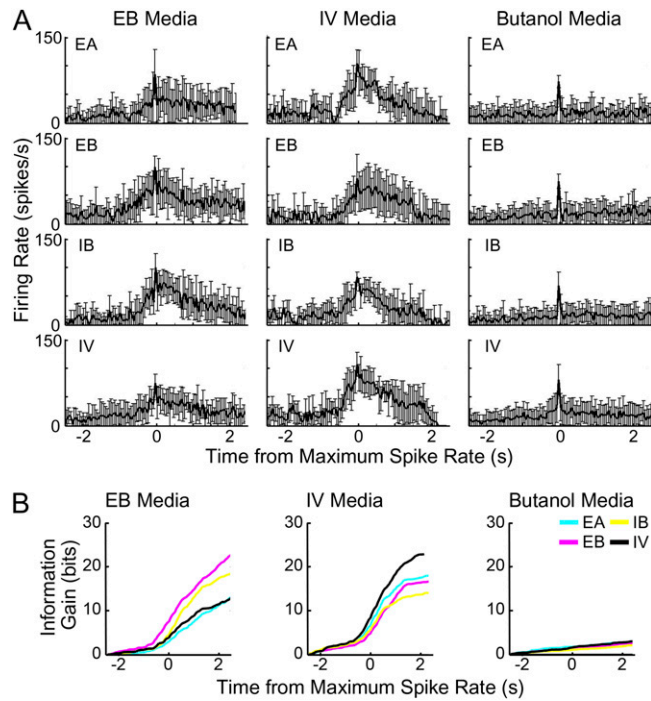 A
EB Media IV Media Butanol Media
150 EA EA EA
0
150 EB EB EB
0
150 IB IB IB
0
150 IV IV IV
0
Firing Rate (spikes/s)
-2 0 2 -2 0 2 -2 0 2
Time from Maximum Spike Rate (s)
B
EB Media IV Media Butanol Media
30 30 30
20 20 20
10 10 10
0 0 0
Information
Gain (bits)
EA IB
EB IV
-2 0 2 -2 0 2 -2 0 2
Time from Maximum Spike Rate (s)